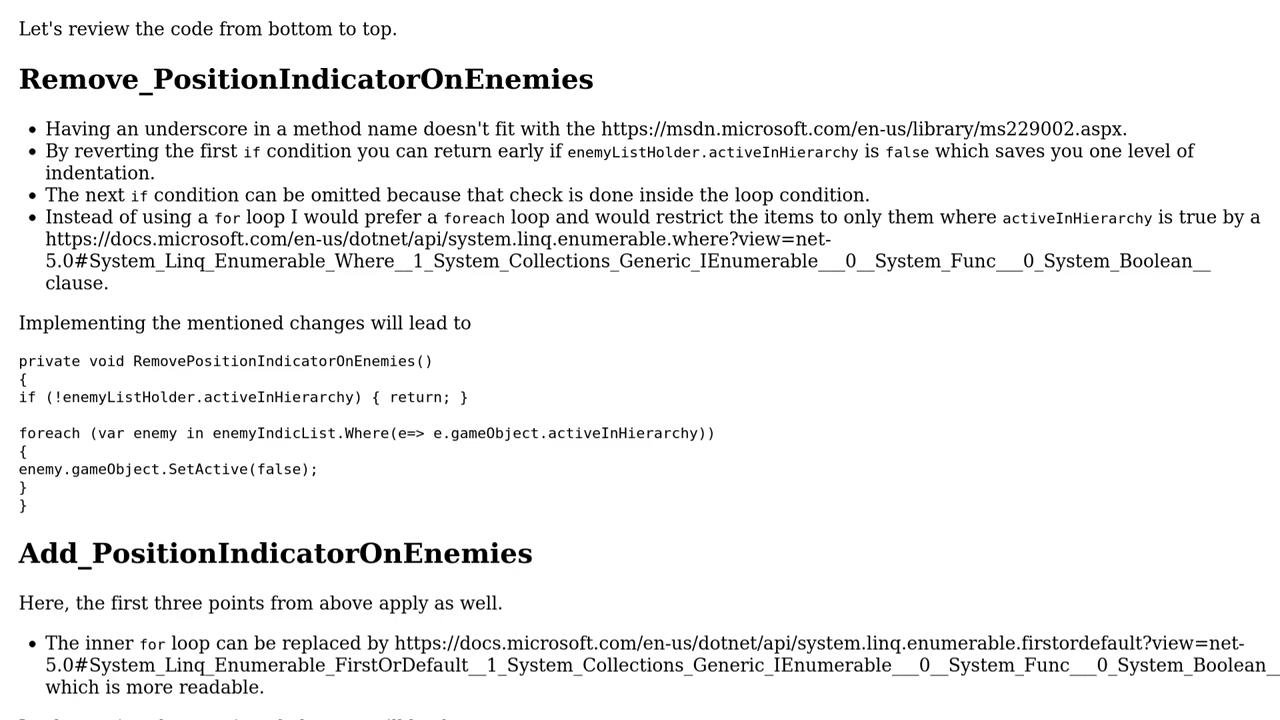 Let's review the code from bottom to top.
Remove_PositionIndicatorOnEnemies
• Having an underscore in a method name doesn't fit with the https://msdn.microsoft.com/en-us/library/ms229002.aspx.
• By reverting the first if condition you can return early if enemyListHolder.activeInHierarchy is false which saves you one level of
indentation.
• The next if condition can be omitted because that check is done inside the loop condition.
• Instead of using a for loop I would prefer a foreach loop and would restrict the items to only them where activeInHierarchy is true by a
https://docs.microsoft.com/en-us/dotnet/api/system.linq.enumerable.where?view=net-
5.0#System_Linq_Enumerable_Where__1_System_Collections_Generic_IEnumerable___0__System_Func___0_System_Boolean__
clause.
Implementing the mentioned changes will lead to
private void RemovePositionIndicatorOnEnemies()
{
if (!enemyListHolder.activeInHierarchy) { return; }
foreach (var enemy in enemyIndicList.Where(e=> e.gameObject.activeInHierarchy))
{
enemy.gameObject.SetActive(false);
}
}
Add_PositionIndicatorOnEnemies
Here, the first three points from above apply as well.
• The inner for loop can be replaced by https://docs.microsoft.com/en-us/dotnet/api/system.linq.enumerable.firstordefault?view=net-
5.0#System_Linq_Enumerable_FirstOrDefault__1_System_Collections_Generic_IEnumerable___0__System_Func___0_System_Boolean__
which is more readable.